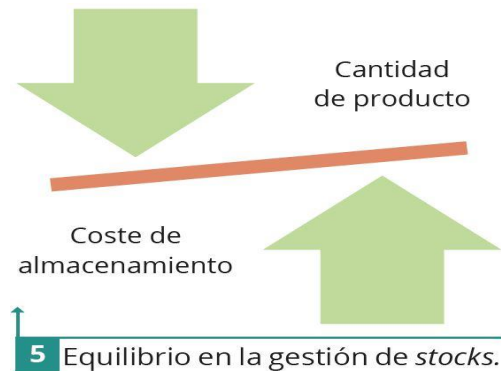 Cantidad
de producto
Coste de
almacenamiento
5 Equilibrio en la gestión de stocks.